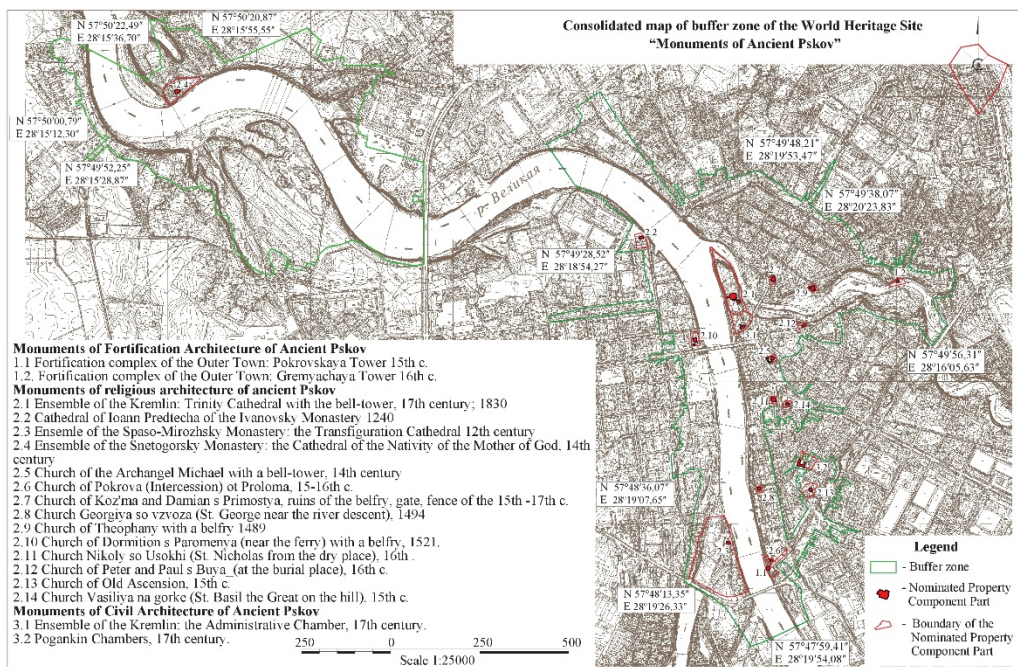 Consolidated map of buffer zone of the World Heritage Site
“Monuments of Ancient Pskov”
N 57°50'22,49"
E 28°15'36,70"
N 57°50'20,87"
E 28°15'55,55"
N 57°50'00,79"
E 28°15'12,30"
N 57°49'52,25"
E 28°15'28,87"
р. Великая
N 57°49'48,21"
E 28°19'53,47"
N 57°49'38,07"
E 28°20'23,83"
N 57°49'28,52"
E 28°18'54,27"
2.2
2.1
2.9
1.2
2.12
3.1
2.10
N 57°49'56,31"
E 28°16'05,63"
2.14
2.13
2.8
N 57°48'36,07"
E 28°19'07,65"
2.6
1.1
N 57°48'13,35"
E 28°19'26,33"
N 57°47'59,41"
E 28°19'54,08"
Monuments of Fortification Architecture of Ancient Pskov
1.1 Fortification complex of the Outer Town: Pokrovskaya Tower 15th c.
1.2. Fortification complex of the Outer Town: Gremyachaya Tower 16th c.
Monuments of religious architecture of ancient Pskov
2.1 Ensemble of the Kremlin: Trinity Cathedral with the bell-tower, 17th century; 1830
2.2 Cathedral of Ioann Predtecha of the Ivanovsky Monastery 1240
2.3 Ensemle of the Spaso-Mirozhsky Monastery: the Transfiguration Cathedral 12th century
2.4 Ensemble of the Snetogorsky Monastery: the Cathedral of the Nativity of the Mother of God, 14th
century
2.5 Church of the Archangel Michael with a bell-tower, 14th century
2.6 Church of Pokrova (Intercession) ot Proloma, 15-16th c.
2.7 Church of Koz'ma and Damian s Primostya, ruins of the belfry, gate, fence of the 15th -17th c.
2.8 Church Georgiya so vzvoza (St. George near the river descent), 1494
2.9 Church of Theophany with a belfry 1489
2.10 Church of Dormition s Paromenya (near the ferry) with a belfry, 1521.
2.11 Church Nikoly so Usokhi (St. Nicholas from the dry place), 16th .
2.12 Church of Peter and Paul s Buya_(at the burial place), 16th c.
2.13 Church of Old Ascension, 15th c.
2.14 Church Vasiliya na gorke (St. Basil the Great on the hill). 15th c.
Monuments of Civil Architecture of Ancient Pskov
3.1 Ensemble of the Kremlin: the Administrative Chamber, 17th century.
3.2 Pogankin Chambers, 17th century.
250 0 250 500
Scale 1:25000
Legend
- Buffer zone
- Nominated Property
Component Part
- Boundary of the
Nominated Property
Component Part